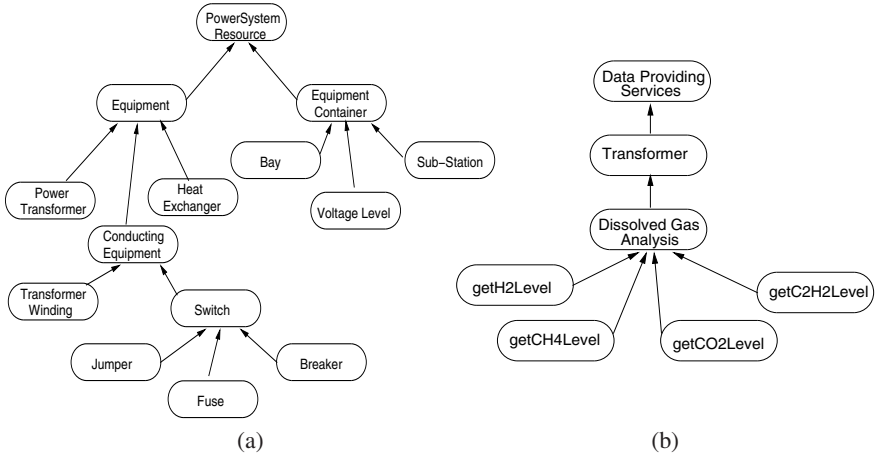 PowerSystem
Resource
Equipment
Equipment
Container
Bay
Sub-Station
Power
Transformer
Heat
Exchanger
Voltage Level
Conducting
Equipment
Transformer
Winding
Switch
Jumper
Breaker
Fuse
(a)
Data Providing
Services
Transformer
Dissolved Gas
Analysis
getH2Level
getC2H2Level
getCH4Level
getCO2Level
(b)